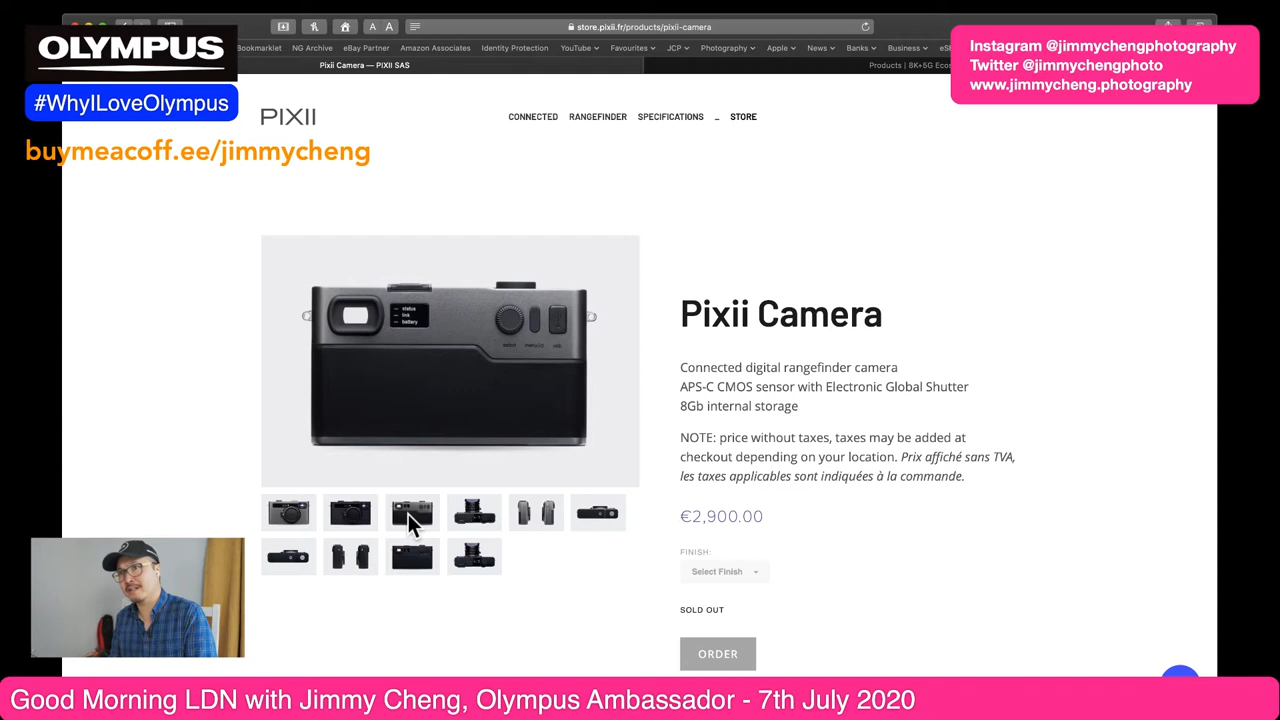 OLYMPUS
#WhyILoveOlympus
buymeacoff.ee/jimmycheng
Instagram @jimmychengphotography
Twitter @jimmychengphoto
www.jimmycheng.photography
A A
store.pixii.fr/products/pixii-camera
Bookmarklet NG Archive eBay Partner Amazon Associates Identity Protection YouTube Favourites JCP Photography Apple News Banks Business
Pixii Camera — PIXII SAS
Products | 8K+5G
PIXII
CONNECTED RANGEFINDER SPECIFICATIONS _ STORE
status
link
battery
Pixii Camera
Connected digital rangefinder camera
APS-C CMOS sensor with Electronic Global Shutter
8Gb internal storage
NOTE: price without taxes, taxes may be added at
checkout depending on your location. Prix affiché sans TVA,
les taxes applicables sont indiquées à la commande.
€2,900.00
FINISH:
Select Finish
SOLD OUT
ORDER
Good Morning LDN with Jimmy Cheng, Olympus Ambassador - 7th July 2020